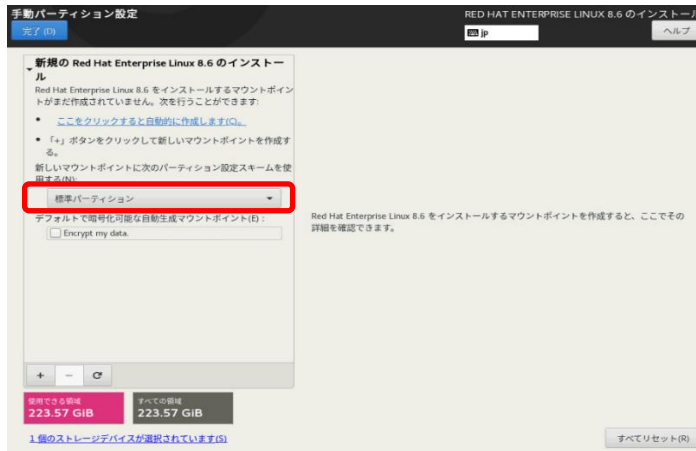 手動パーティション設定
RED HAT ENTERPRISE LINUX 8.6 のインストール
完了 (D)
jp
ヘルプ
新規の Red Hat Enterprise Linux 8.6 のインストー
ル
Red Hat Enterprise Linux 8.6 をインストールするマウントポイン
トがまだ作成されていません。次を行うことができます:
• ここをクリックすると自動的に作成します(C)。
• 「+」ボタンをクリックして新しいマウントポイントを作成す
る。
新しいマウントポイントに次のパーティション設定スキームを使
用する(N):
標準パーティション
デフォルトで暗号化可能な自動生成マウントポイント(E) :
Encrypt my data.
Red Hat Enterprise Linux 8.6 をインストールするマウントポイントを作成すると、ここでその
詳細を確認できます。
+ −
使用できる領域
223.57 GiB
すべての領域
223.57 GiB
1 個のストレージデバイスが選択されています(S)
すべてリセット(R)